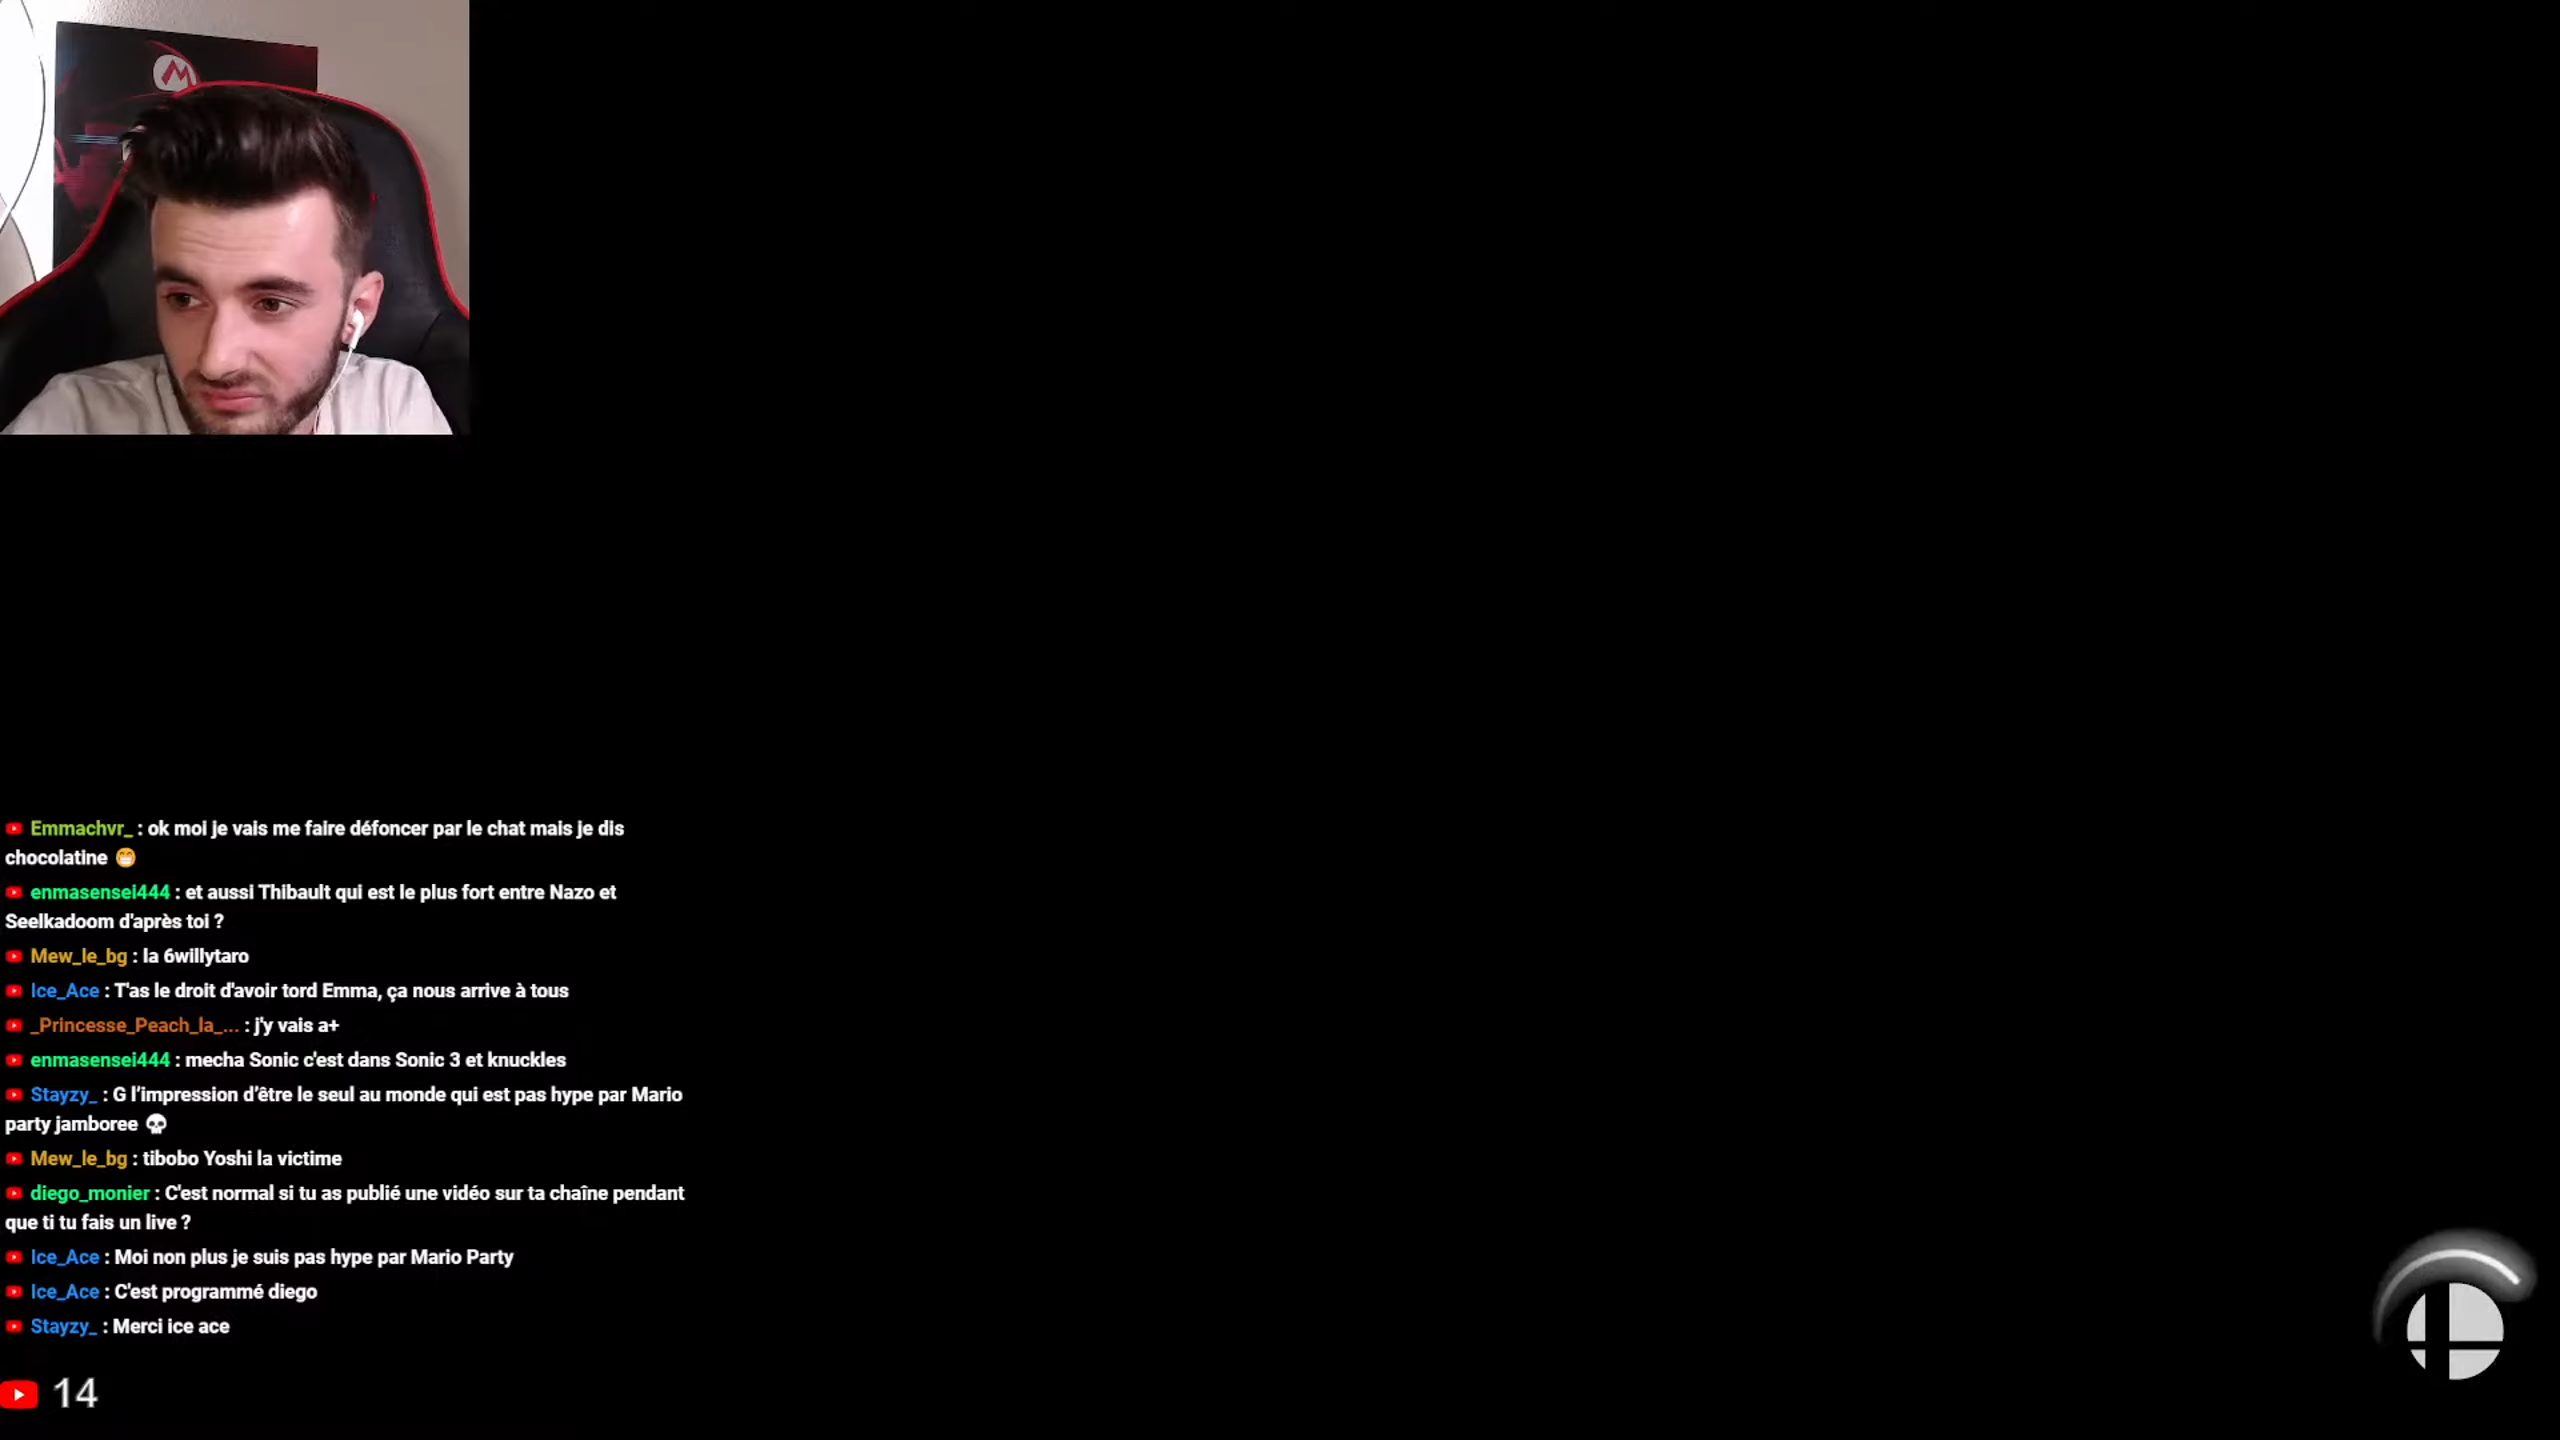 Emmachvr_ : ok moi je vais me faire défoncer par le chat mais je dis
chocolatine 😁
enmasensei444 : et aussi Thibault qui est le plus fort entre Nazo et
Seelkadoom d'après toi ?
Mew_le_bg : la 6willytaro
Ice_Ace : T'as le droit d'avoir tord Emma, ça nous arrive à tous
_Princesse_Peach_la_... : j'y vais a+
enmasensei444 : mecha Sonic c'est dans Sonic 3 et knuckles
Stayzy_ : G l’impression d’être le seul au monde qui est pas hype par Mario
party jamboree 💀
Mew_le_bg : tibobo Yoshi la victime
diego_monier : C'est normal si tu as publié une vidéo sur ta chaîne pendant
que ti tu fais un live ?
Ice_Ace : Moi non plus je suis pas hype par Mario Party
Ice_Ace : C'est programmé diego
Stayzy_ : Merci ice ace
14